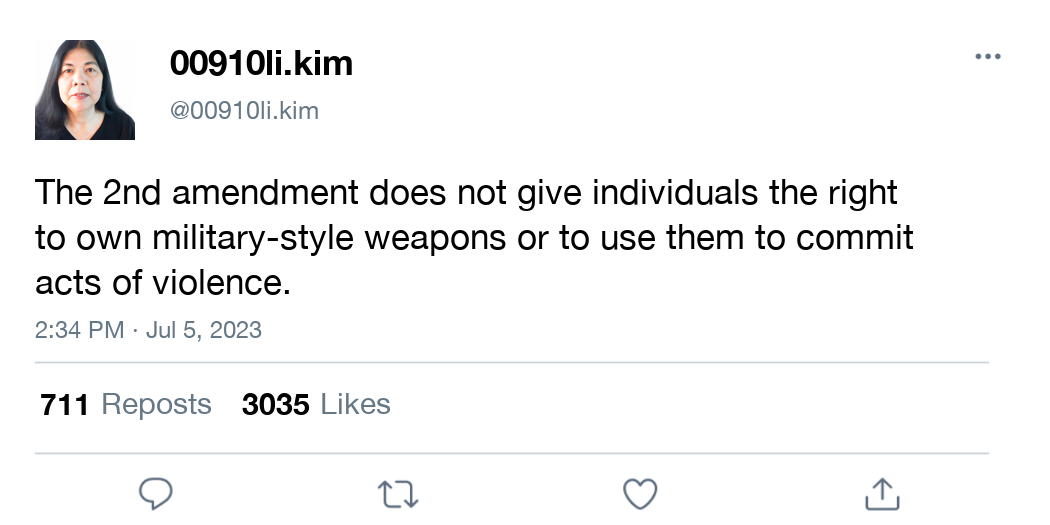 00910li.kim
@00910li.kim
The 2nd amendment does not give individuals the right
to own military-style weapons or to use them to commit
acts of violence.
2:34 PM · Jul 5, 2023
711 Reposts 3035 Likes